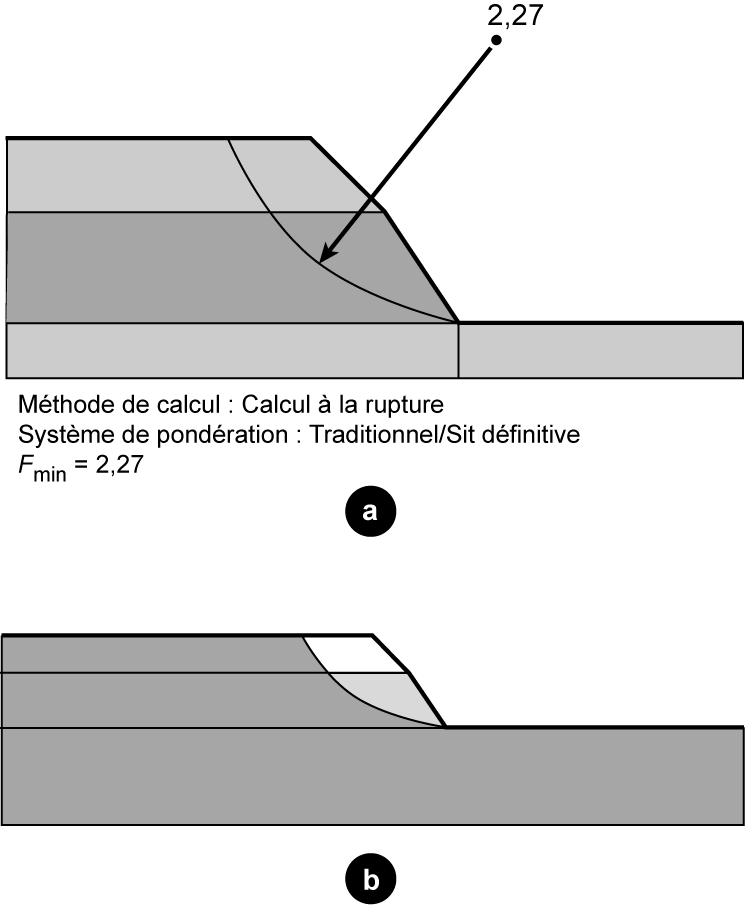 2,27
Méthode de calcul : Calcul à la rupture
Système de pondération : Traditionnel/Sit définitive
Fmin = 2,27
a
b